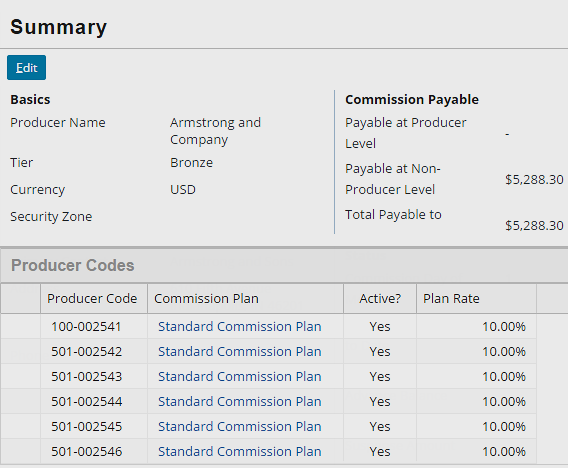 Summary
Edit
Basics
Producer Name Armstrong and
Company
Tier Bronze
Currency USD
Security Zone
Commission Payable
Payable at Producer
Level -
Payable at Non-
Producer Level $5,288.30
Total Payable to
$5,288.30
Producer Codes
Producer Code Commission Plan Active? Plan Rate
100-002541 Standard Commission Plan Yes 10.00%
501-002542 Standard Commission Plan Yes 10.00%
501-002543 Standard Commission Plan Yes 10.00%
501-002544 Standard Commission Plan Yes 10.00%
501-002545 Standard Commission Plan Yes 10.00%
501-002546 Standard Commission Plan Yes 10.00%